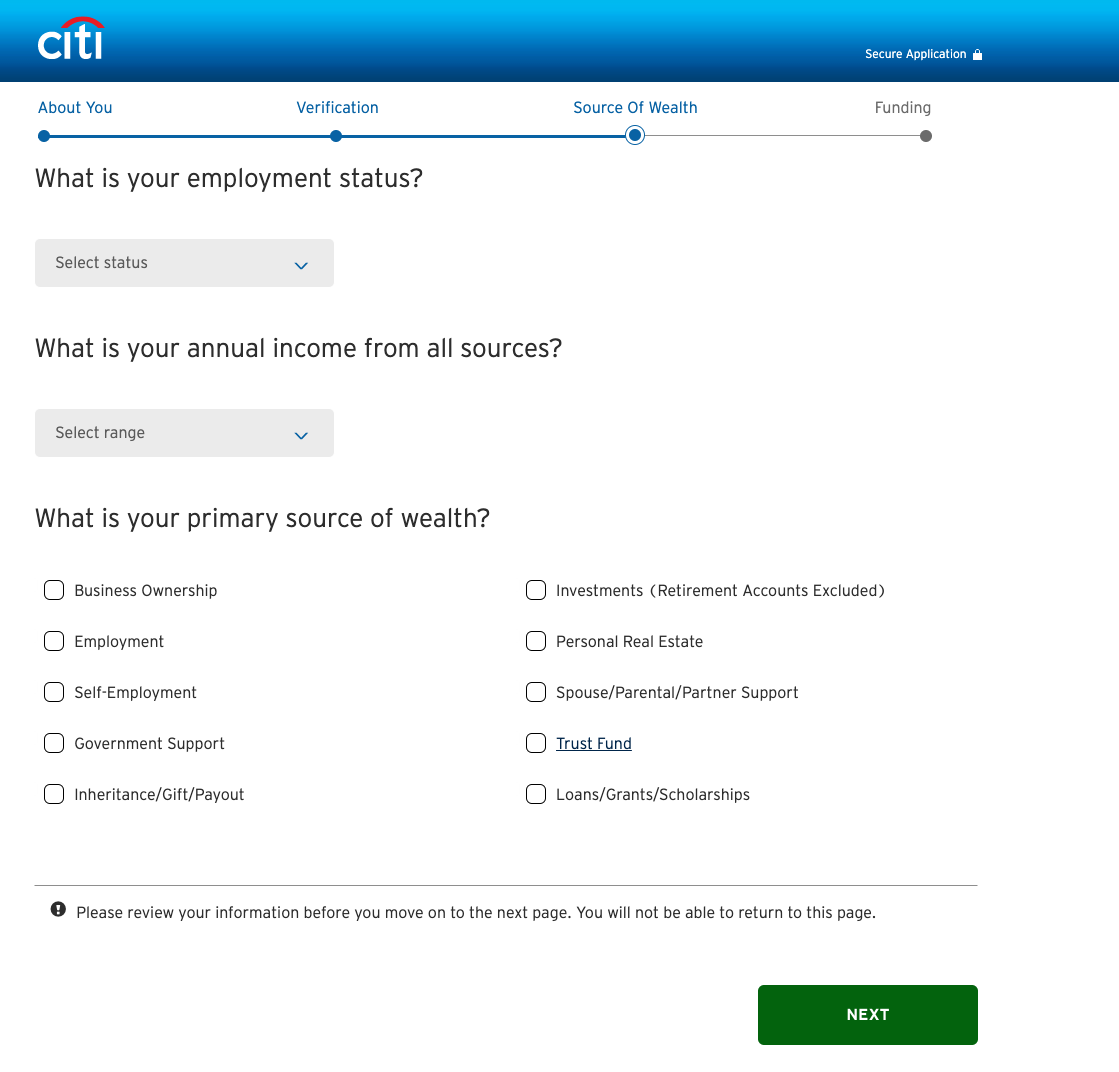 citi
Secure Application
About You
Verification
Source Of Wealth
Funding
What is your employment status?
Select status
What is your annual income from all sources?
Select range
What is your primary source of wealth?
Business Ownership
Investments (Retirement Accounts Excluded)
Employment
Personal Real Estate
Self-Employment
Spouse/Parental/Partner Support
Government Support
Trust Fund
Inheritance/Gift/Payout
Loans/Grants/Scholarships
Please review your information before you move on to the next page. You will not be able to return to this page.
NEXT